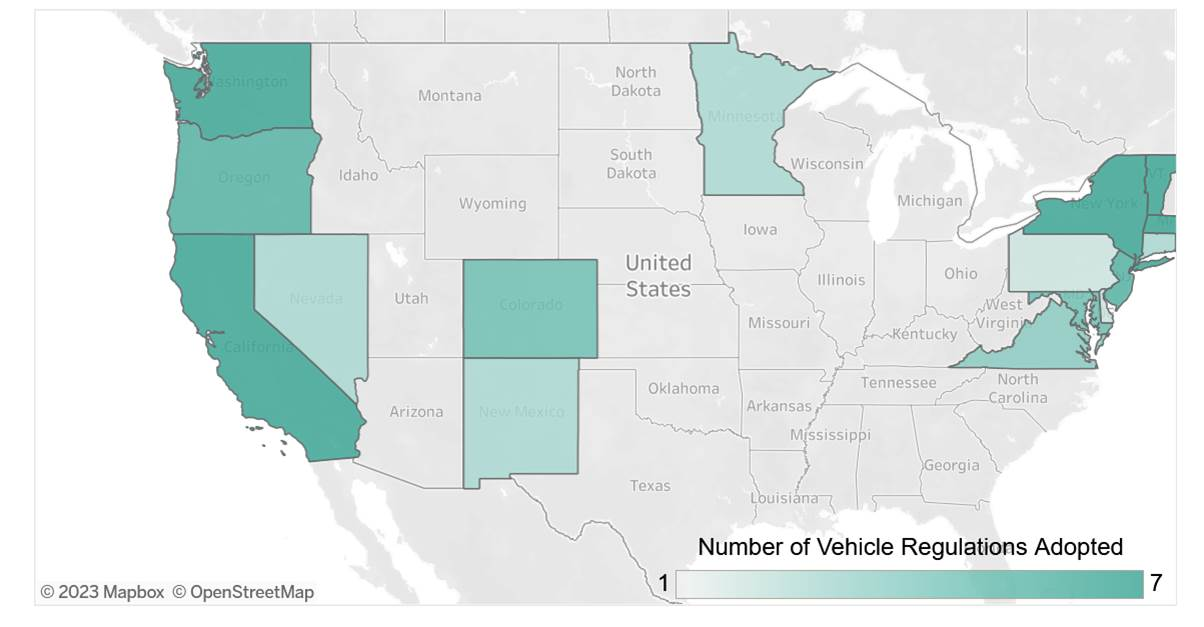 Washington
Montana
North
Dakota
Minnesota
Oregon
Idaho
South
Dakota
Wisconsin
VT
Wyoming
Michigan
New York
Iowa
United
States
Nevada
Utah
Colorado
Illinois
Ohio
West
Virginia
California
Missouri
Kentucky
Arizona
New Mexico
Oklahoma
Arkansas
Tennessee
North
Carolina
Mississippi
Georgia
Texas
Louisiana
Number of Vehicle Regulations Adopted
1
7
© 2023 Mapbox © OpenStreetMap